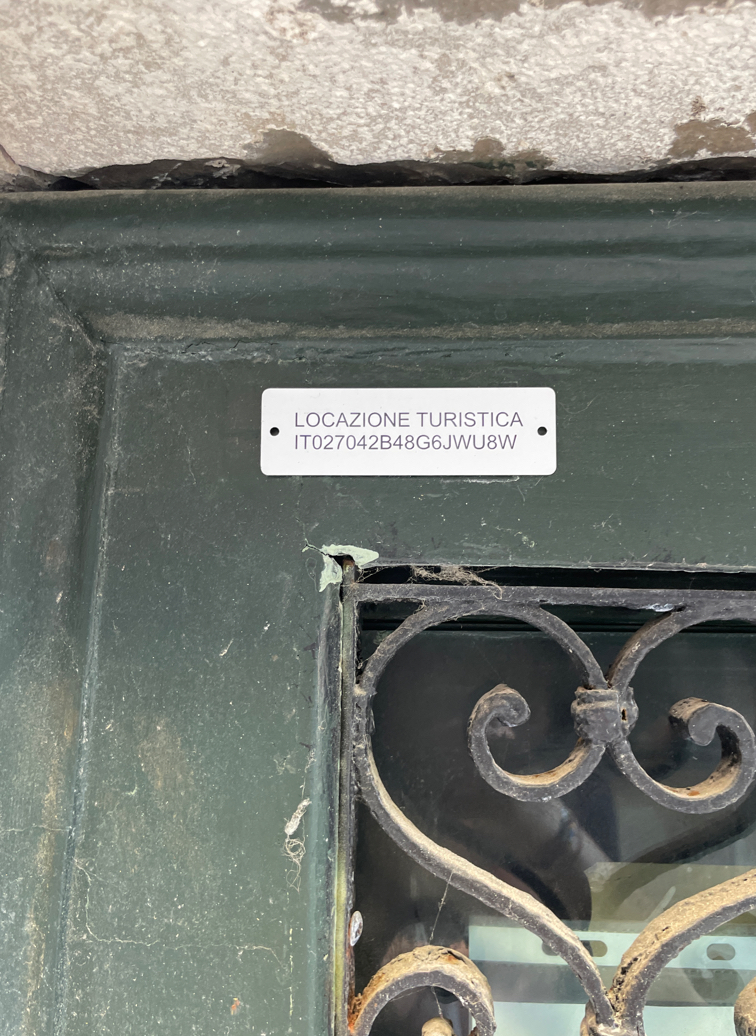 LOCAZIONE TURISTICA
IT027042B48G6JWU8W